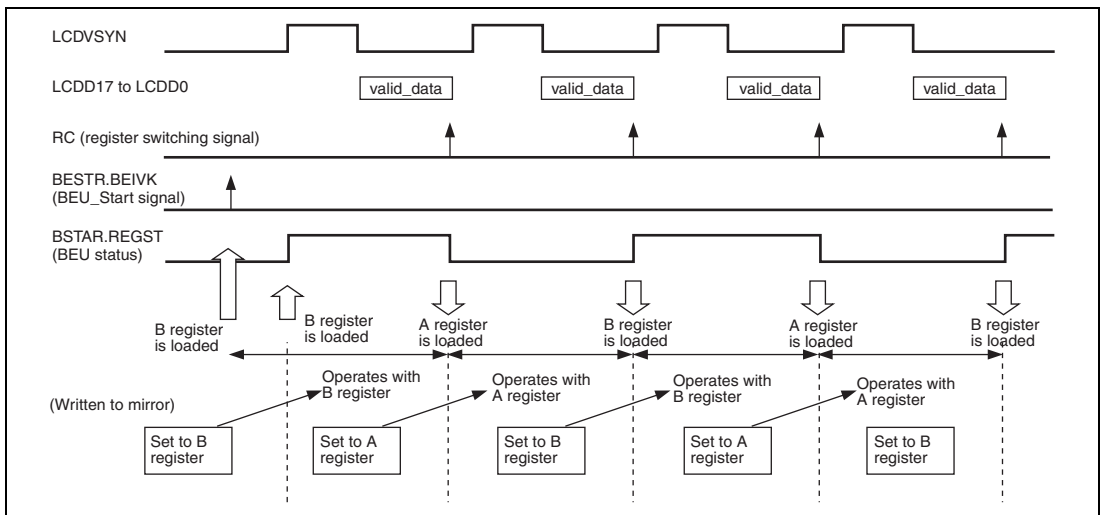 LCDVSYN
LCDD17 to LCDD0
valid_data
valid_data
valid_data
valid_data
RC (register switching signal)
BESTR.BEIVK
(BEU_Start signal)
BSTAR.REGST
(BEU status)
B register
is loaded
B register
is loaded
A register
is loaded
B register
is loaded
A register
is loaded
B register
is loaded
Operates with
B register
Operates with
A register
Operates with
B register
Operates with
A register
(Written to mirror)
Set to B
register
Set to A
register
Set to B
register
Set to A
register
Set to B
register